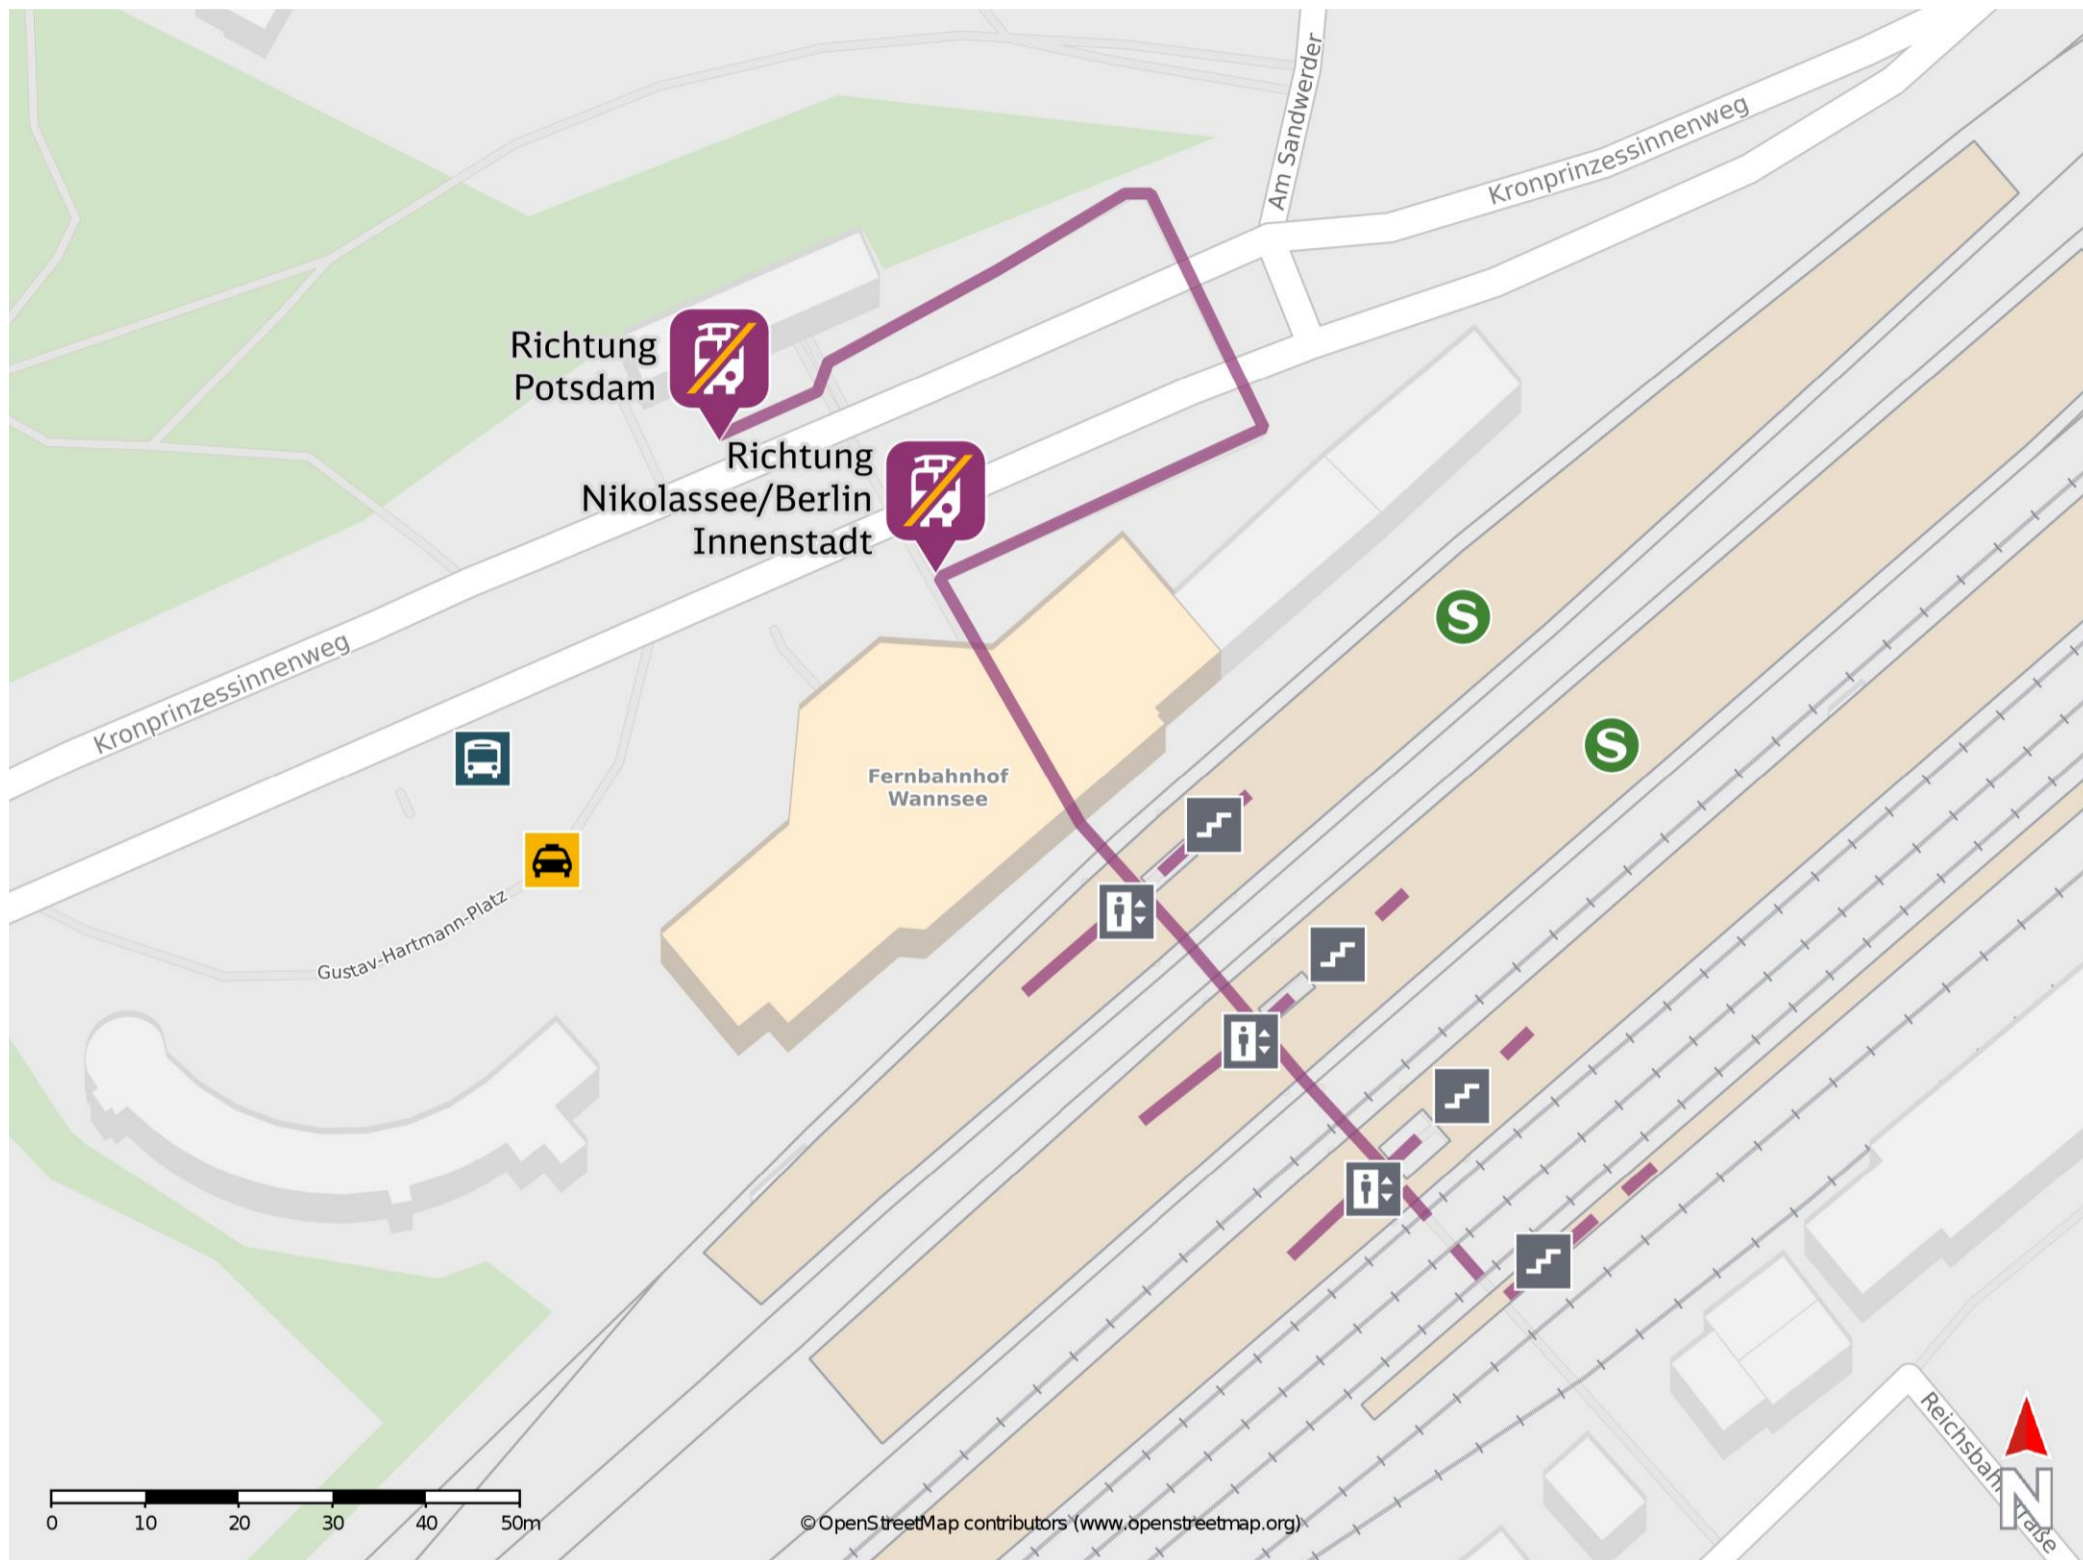 Am Sandwerder
Kronprinzessinnenweg
Richtung
Potsdam
Richtung
Nikolassee/Berlin
Innenstadt
S
Kronprinzessinnenweg
S
Fernbahnhof
Wannsee
Gustav-Hartmann-Platz
Reichsbahnstraße
N
0 10 20 30 40 50m
©OpenStreetMap contributors (www.openstreetmap.org)